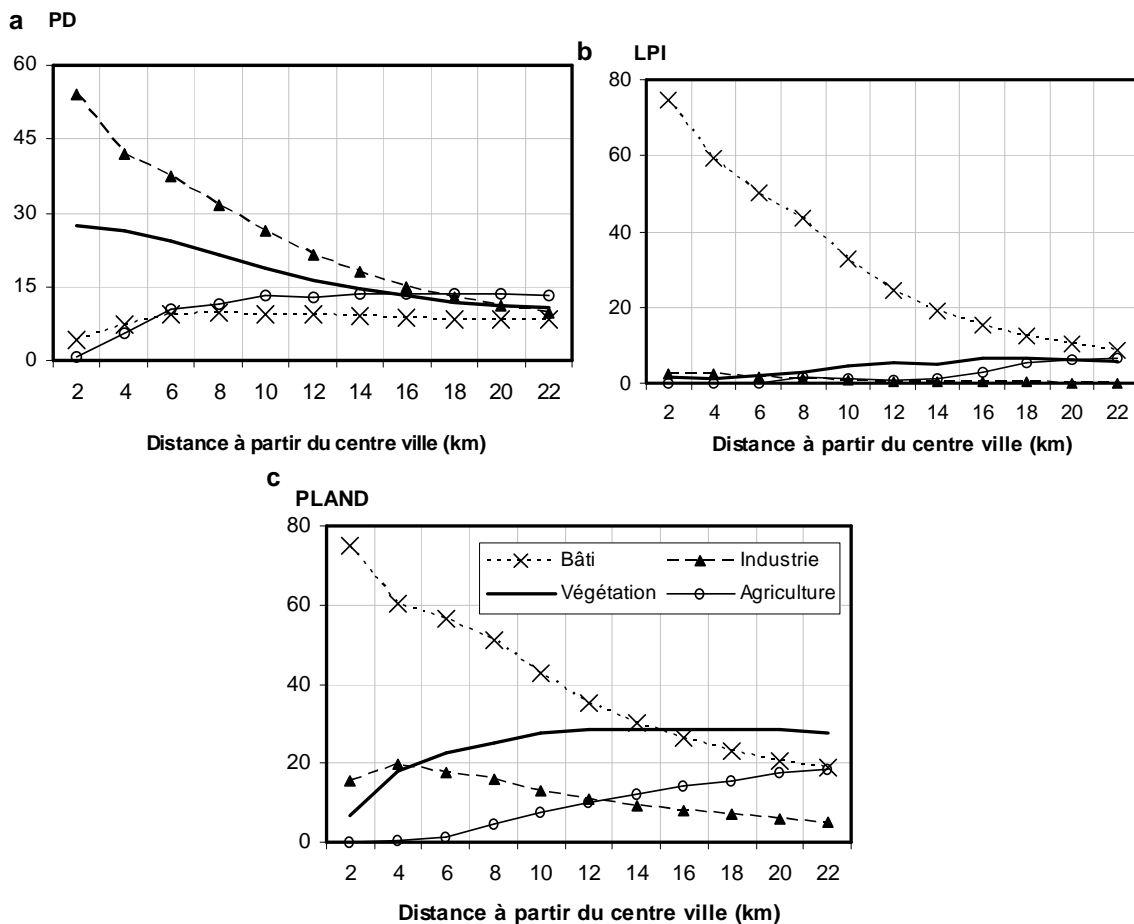 a PD
60
45
30
15
0
2 4 6 8 10 12 14 16 18 20 22
Distance à partir du centre ville (km)
b LPI
80
60
40
20
0
2 4 6 8 10 12 14 16 18 20 22
Distance à partir du centre ville (km)
c PLAND
80
60
40
20
0
Bâti Industrie
Végétation Agriculture
2 4 6 8 10 12 14 16 18 20 22
Distance à partir du centre ville (km)